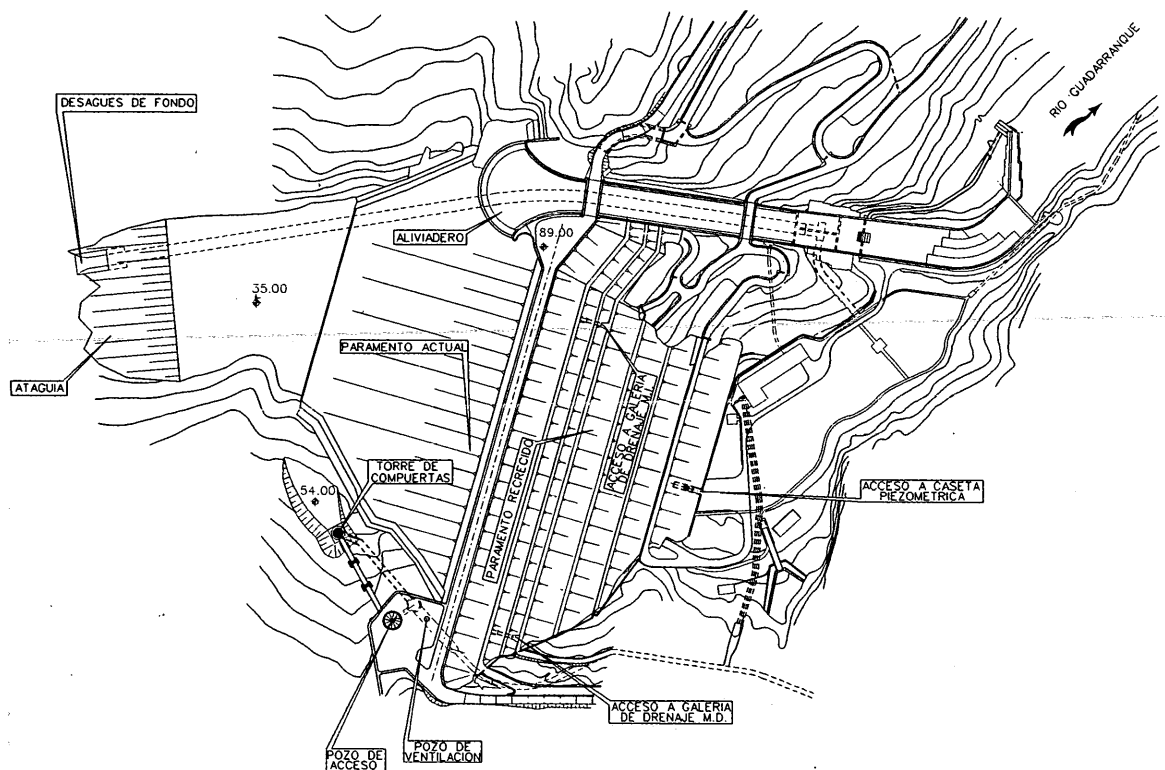 DESAGUES DE FONDO
RIO GUADARRANQUE
ALIVIADERO
89.00
35.00
ATAGUIA
PARAMENTO ACTUAL
ACCESO A GALERIA
DE DRENAJE M.I.
PARAMENTO RECRECIDO
TORRE DE
COMPUERTAS
54.00
ACCESO A CASETA
PIEZOMETRICA
ACCESO A GALERIA
DE DRENAJE M.D.
POZO DE
ACCESO
POZO DE
VENTILACION